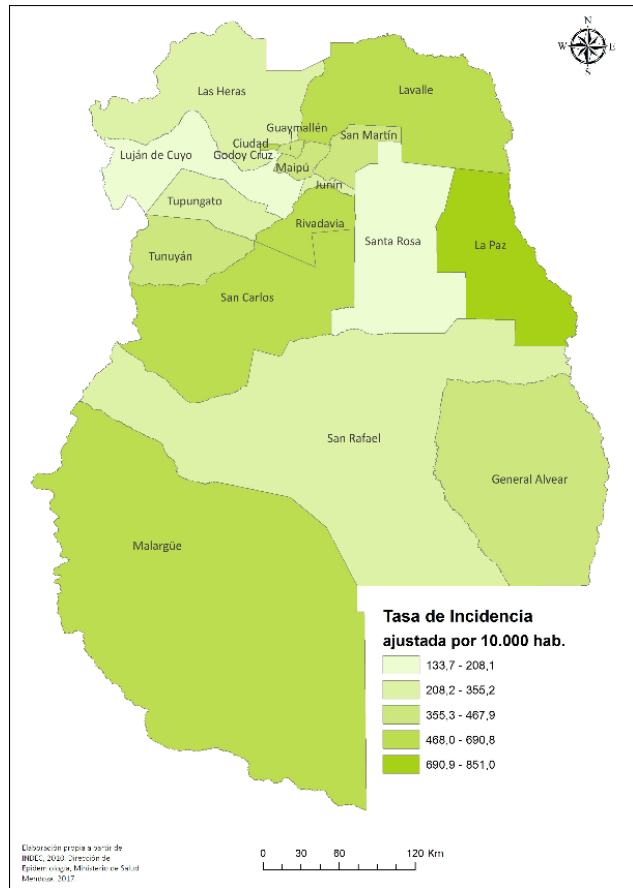 N
W E
S
Las Heras
Lavalle
Guaymallén
San Martín
Ciudad
Luján de Cuyo
Godoy Cruz
Maipú
Junín
Tupungato
Rivadavia
Santa Rosa
La Paz
Tunuyán
San Carlos
San Rafael
General Alvear
Malargüe
Tasa de Incidencia
ajustada por 10.000 hab.
133,7 - 208,1
208,2 - 355,2
355,3 - 467,9
468,0 - 690,8
690,9 - 851,0
Elaboración propia a partir de
INDEC, 2010. Dirección de
Epidemiología, Ministerio de Salud
Mendoza. 2017
0 30 60 120 Km